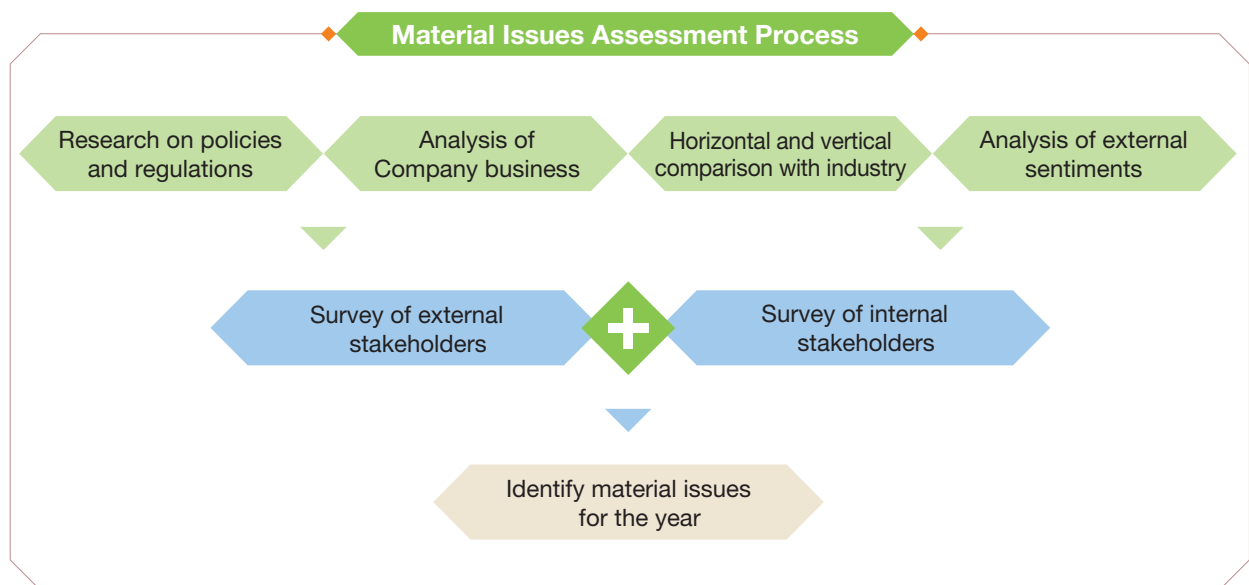 Material Issues Assessment Process
Research on policies
and regulations
Analysis of
Company business
Horizontal and vertical
comparison with industry
Analysis of external
sentiments
Survey of external
stakeholders
Survey of internal
stakeholders
Identify material issues
for the year